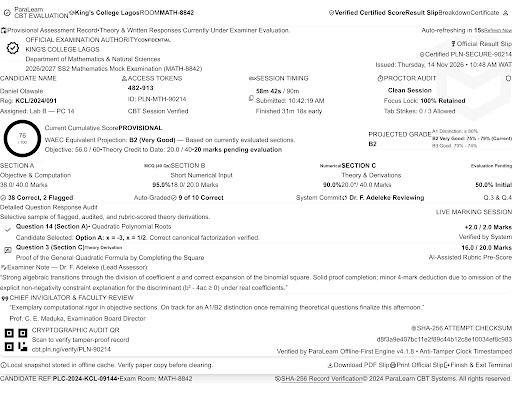 ParaLearn
CBT EVALUATION King's College Lagos ROOM MATH-8842
Verified Certified Score Result Slip Breakdown Certificate
Provisional Assessment Record • Theory & Written Responses Currently Under Examiner Evaluation.
Auto-refreshing in 15s Refresh Now
OFFICIAL EXAMINATION AUTHORITY CONFIDENTIAL
KING'S COLLEGE LAGOS
Department of Mathematics & Natural Sciences
2026/2027 SS2 Mathematics Mock Examination (MATH-8842)
Official Result Slip
Certified PLN-SECURE-90214
Issued: Thursday, 14 Nov 2026 • 10:48 AM WAT
CANDIDATE NAME
Daniel Olawale
Reg: KCL/2024/091
Assigned: Lab B — PC 14
ACCESS TOKENS
482-913
ID: PLN-MTH-90214
CBT Session Verified
SESSION TIMING
58m 42s / 90m
Submitted: 10:42:19 AM
Finished 31m 18s early
PROCTOR AUDIT
Clean Session
Focus Lock: 100% Retained
Tab Strikes: 0 / 3 Allowed
76
/ 100
Current Cumulative Score PROVISIONAL
WAEC Equivalent Projection: B2 (Very Good) — Based on currently evaluated sections.
Objective: 56.0 / 60 • Theory Credit to Date: 20.0 / 40 • 20 marks pending evaluation
PROJECTED GRADE
B2
A1 Distinction: ≥ 80%
B2 Very Good: 75% - 79% (Current)
B3 Good: 70% - 74%
SECTION A
MCQ (40 Qs)
Objective & Computation
38.0 / 40.0 Marks
95.0%
38 Correct, 2 Flagged
Auto-Graded
SECTION B
Numerical
Short Numerical Input
18.0 / 20.0 Marks
90.0%
9 of 10 Correct
System Commit
SECTION C
Evaluation Pending
Theory & Derivations
20.0 / 40.0 Marks
50.0% Initial
Dr. F. Adeleke Reviewing
Q.3 & Q.4
Detailed Question Response Audit
Selective sample of flagged, audited, and rubric-scored theory derivations.
LIVE MARKING SESSION
Question 14 (Section A) • Quadratic Polynomial Roots
Candidate Selected: Option A: x = -3, x = 1/2. Correct canonical factorization verified.
+2.0 / 2.0 Marks
Verified by System
Question 3 (Section C) Theory Derivation
Proof of the General Quadratic Formula by Completing the Square
16.0 / 20.0 Marks
AI-Assisted Rubric Pre-Score
Examiner Note — Dr. F. Adeleke (Lead Assessor):
"Strong algebraic transitions through the division of coefficient a and correct expansion of the binomial square. Solid proof completion; minor 4-mark deduction due to omission of the
explicit non-negativity constraint explanation for the discriminant (b² - 4ac ≥ 0) under real coefficients."
CHIEF INVIGILATOR & FACULTY REVIEW
"Exemplary computational rigor in objective sections. On track for an A1/B2 distinction once remaining theoretical questions finalize this afternoon."
Prof. C. E. Maduka, Examination Board Director
CRYPTOGRAPHIC AUDIT QR
Scan to verify tamper-proof record
cbt.pln.ng/verify/PLN-90214
SHA-256 ATTEMPT CHECKSUM
Verified by ParaLearn Offline-First Engine v4.1.8 • Anti-Tamper Clock Timestamped
Local snapshot stored in offline cache. Verify paper copy before clearing.
Download PDF Slip Print Official Slip Finish & Exit Terminal
CANDIDATE REF: PLC-2024-KCL-09144 • Exam Room: MATH-8842
SHA-256 Record Verification © 2024 ParaLearn CBT Systems. All rights reserved.